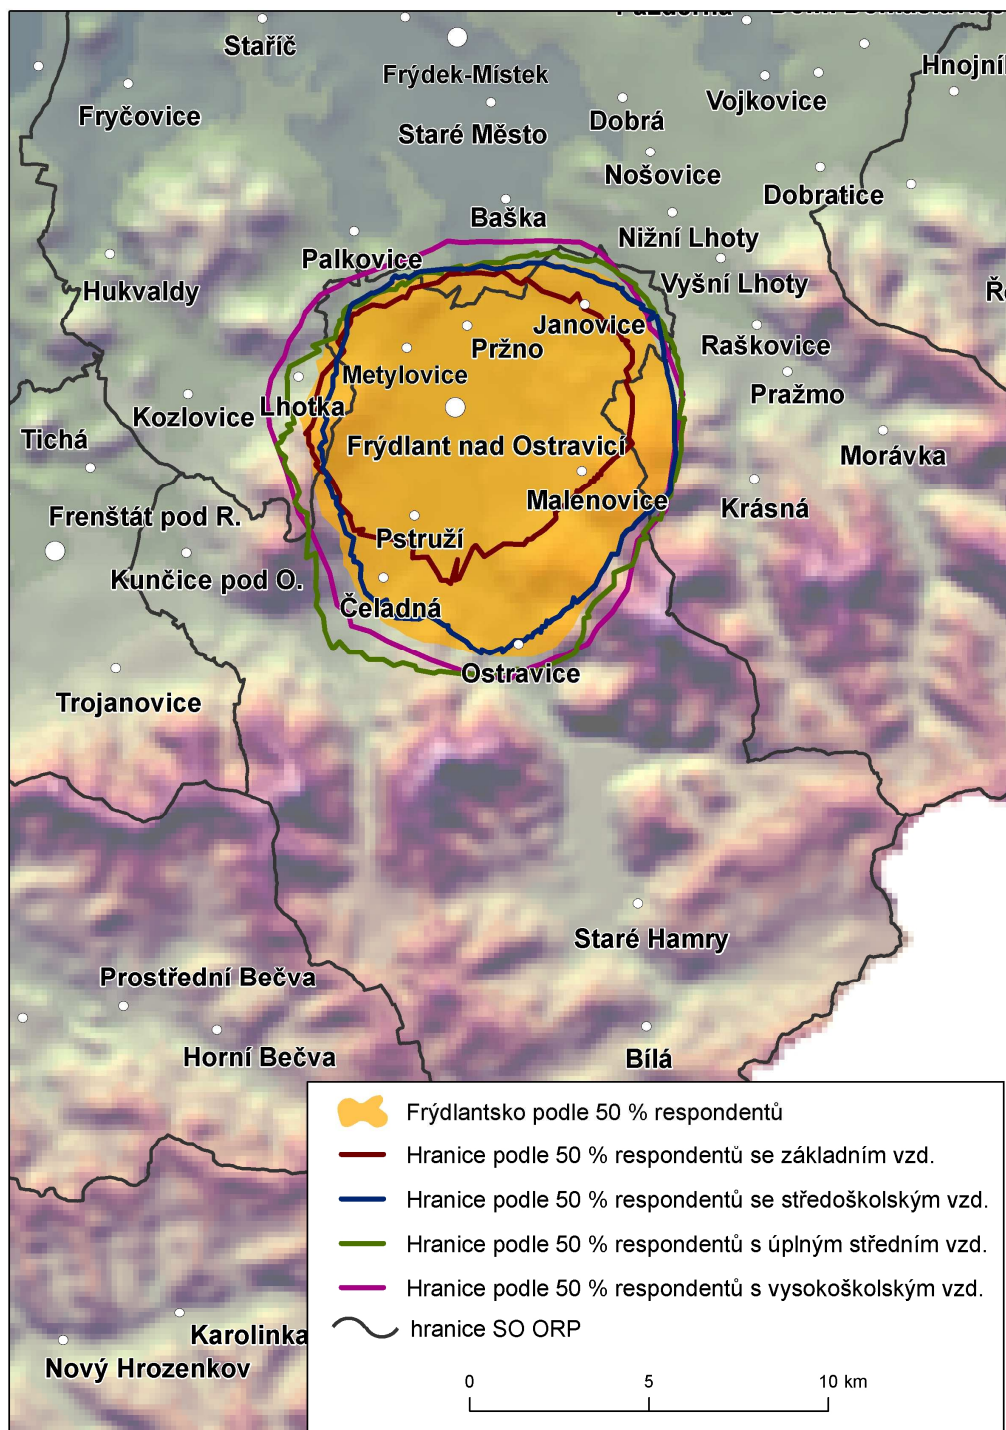 Staříč
Frýdek-Místek
Hnojní
Fryčovice
Vojkovice
Staré Město
Dobrá
Nošovice
Dobratice
Baška
Nižní Lhoty
Palkovice
Vyšní Lhoty
Hukvaldy
Janovice
Pržno
Raškovice
Metylovice
Pražmo
Lhotka
Kozlovice
Tichá
Frýdlant nad Ostravicí
Morávka
Malenovice
Krásná
Frenštát pod R.
Pstruží
Kunčice pod O.
Čeladná
Ostravice
Trojanovice
Staré Hamry
Prostřední Bečva
Horní Bečva
Bílá
Karolinka
Nový Hrozenkov
Frýdlantsko podle 50 % respondentů
Hranice podle 50 % respondentů se základním vzd.
Hranice podle 50 % respondentů se středoškolským vzd.
Hranice podle 50 % respondentů s úplným středním vzd.
Hranice podle 50 % respondentů s vysokoškolským vzd.
hranice SO ORP
0 5 10 km